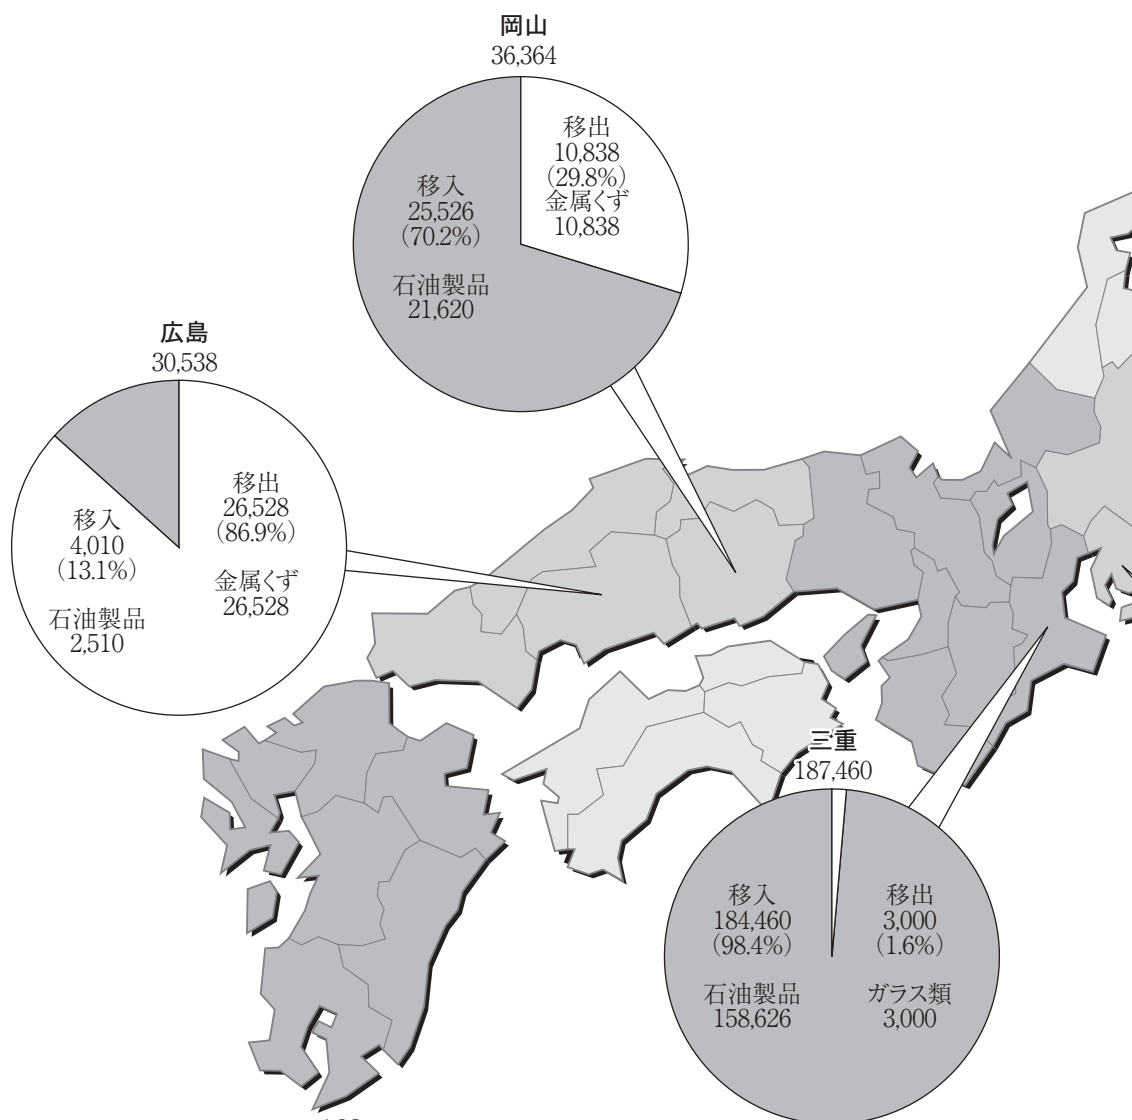 岡山
36,364
移出
10,838
(29.8%)
金属くず
10,838
移入
25,526
(70.2%)
石油製品
21,620
広島
30,538
移出
26,528
(86.9%)
金属くず
26,528
移入
4,010
(13.1%)
石油製品
2,510
三重
187,460
移入
184,460
(98.4%)
石油製品
158,626
移出
3,000
(1.6%)
ガラス類
3,000